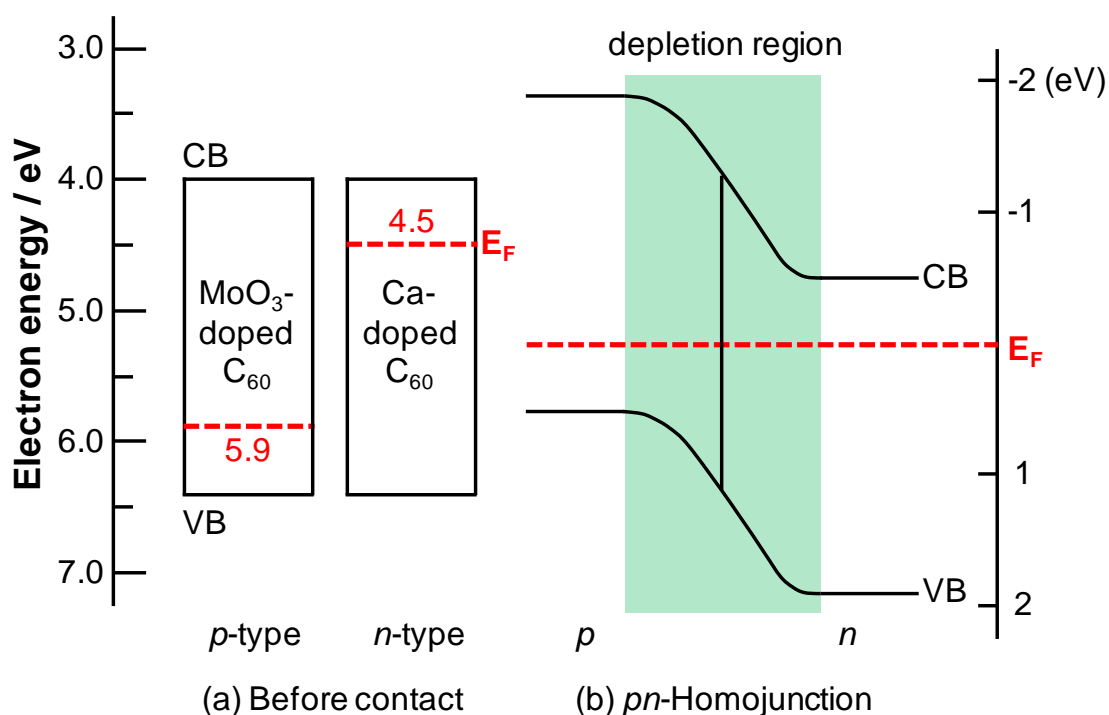 Electron energy / eV
3.0
4.0
5.0
6.0
7.0
CB
MoO₃-
doped
C₆₀
5.9
VB
p-type
4.5
E_F
Ca-
doped
C₆₀
n-type
(a) Before contact
depletion region
-2 (eV)
-1
CB
E_F
1
VB
2
p
n
(b) pn-Homojunction